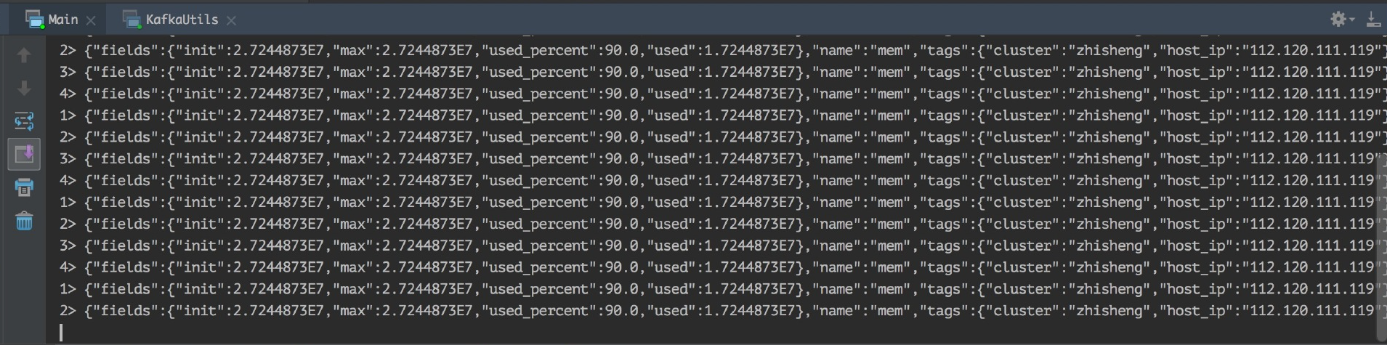 Main KafkaUtils
2> {"fields":{"init":2.7244873E7,"max":2.7244873E7,"used_percent":90.0,"used":1.7244873E7},"name":"mem","tags":{"cluster":"zhisheng","host_ip":"112.120.111.119"}
3> {"fields":{"init":2.7244873E7,"max":2.7244873E7,"used_percent":90.0,"used":1.7244873E7},"name":"mem","tags":{"cluster":"zhisheng","host_ip":"112.120.111.119"}
4> {"fields":{"init":2.7244873E7,"max":2.7244873E7,"used_percent":90.0,"used":1.7244873E7},"name":"mem","tags":{"cluster":"zhisheng","host_ip":"112.120.111.119"}
1> {"fields":{"init":2.7244873E7,"max":2.7244873E7,"used_percent":90.0,"used":1.7244873E7},"name":"mem","tags":{"cluster":"zhisheng","host_ip":"112.120.111.119"}
2> {"fields":{"init":2.7244873E7,"max":2.7244873E7,"used_percent":90.0,"used":1.7244873E7},"name":"mem","tags":{"cluster":"zhisheng","host_ip":"112.120.111.119"}
3> {"fields":{"init":2.7244873E7,"max":2.7244873E7,"used_percent":90.0,"used":1.7244873E7},"name":"mem","tags":{"cluster":"zhisheng","host_ip":"112.120.111.119"}
4> {"fields":{"init":2.7244873E7,"max":2.7244873E7,"used_percent":90.0,"used":1.7244873E7},"name":"mem","tags":{"cluster":"zhisheng","host_ip":"112.120.111.119"}
1> {"fields":{"init":2.7244873E7,"max":2.7244873E7,"used_percent":90.0,"used":1.7244873E7},"name":"mem","tags":{"cluster":"zhisheng","host_ip":"112.120.111.119"}
2> {"fields":{"init":2.7244873E7,"max":2.7244873E7,"used_percent":90.0,"used":1.7244873E7},"name":"mem","tags":{"cluster":"zhisheng","host_ip":"112.120.111.119"}
3> {"fields":{"init":2.7244873E7,"max":2.7244873E7,"used_percent":90.0,"used":1.7244873E7},"name":"mem","tags":{"cluster":"zhisheng","host_ip":"112.120.111.119"}
4> {"fields":{"init":2.7244873E7,"max":2.7244873E7,"used_percent":90.0,"used":1.7244873E7},"name":"mem","tags":{"cluster":"zhisheng","host_ip":"112.120.111.119"}
1> {"fields":{"init":2.7244873E7,"max":2.7244873E7,"used_percent":90.0,"used":1.7244873E7},"name":"mem","tags":{"cluster":"zhisheng","host_ip":"112.120.111.119"}
2> {"fields":{"init":2.7244873E7,"max":2.7244873E7,"used_percent":90.0,"used":1.7244873E7},"name":"mem","tags":{"cluster":"zhisheng","host_ip":"112.120.111.119"}